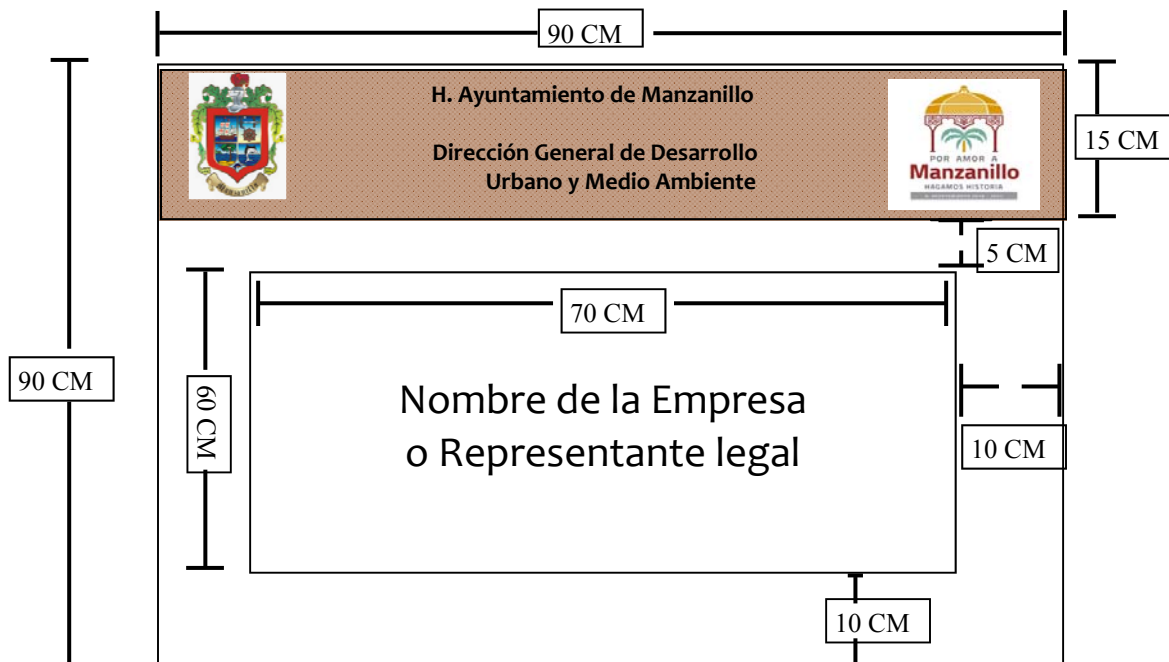 90 CM
H. Ayuntamiento de Manzanillo
Dirección General de Desarrollo
Urbano y Medio Ambiente
Manzanillo
POR AMOR A
Manzanillo
HAGAMOS HISTORIA
15 CM
5 CM
70 CM
90 CM
60 CM
Nombre de la Empresa
o Representante legal
10 CM
10 CM